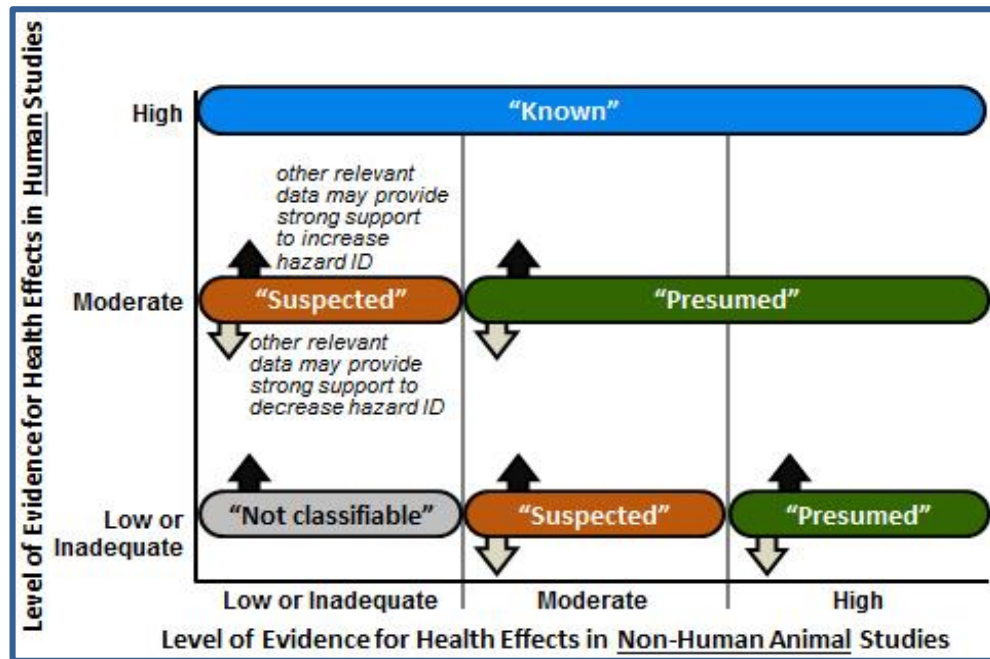 Level of Evidence for Health Effects in Human Studies
High
“Known”
other relevant
data may provide
strong support
to increase
hazard ID
Moderate
“Suspected”
“Presumed”
other relevant
data may provide
strong support to
decrease hazard ID
Low or
Inadequate
“Not classifiable”
“Suspected”
“Presumed”
Low or Inadequate
Moderate
High
Level of Evidence for Health Effects in Non-Human Animal Studies